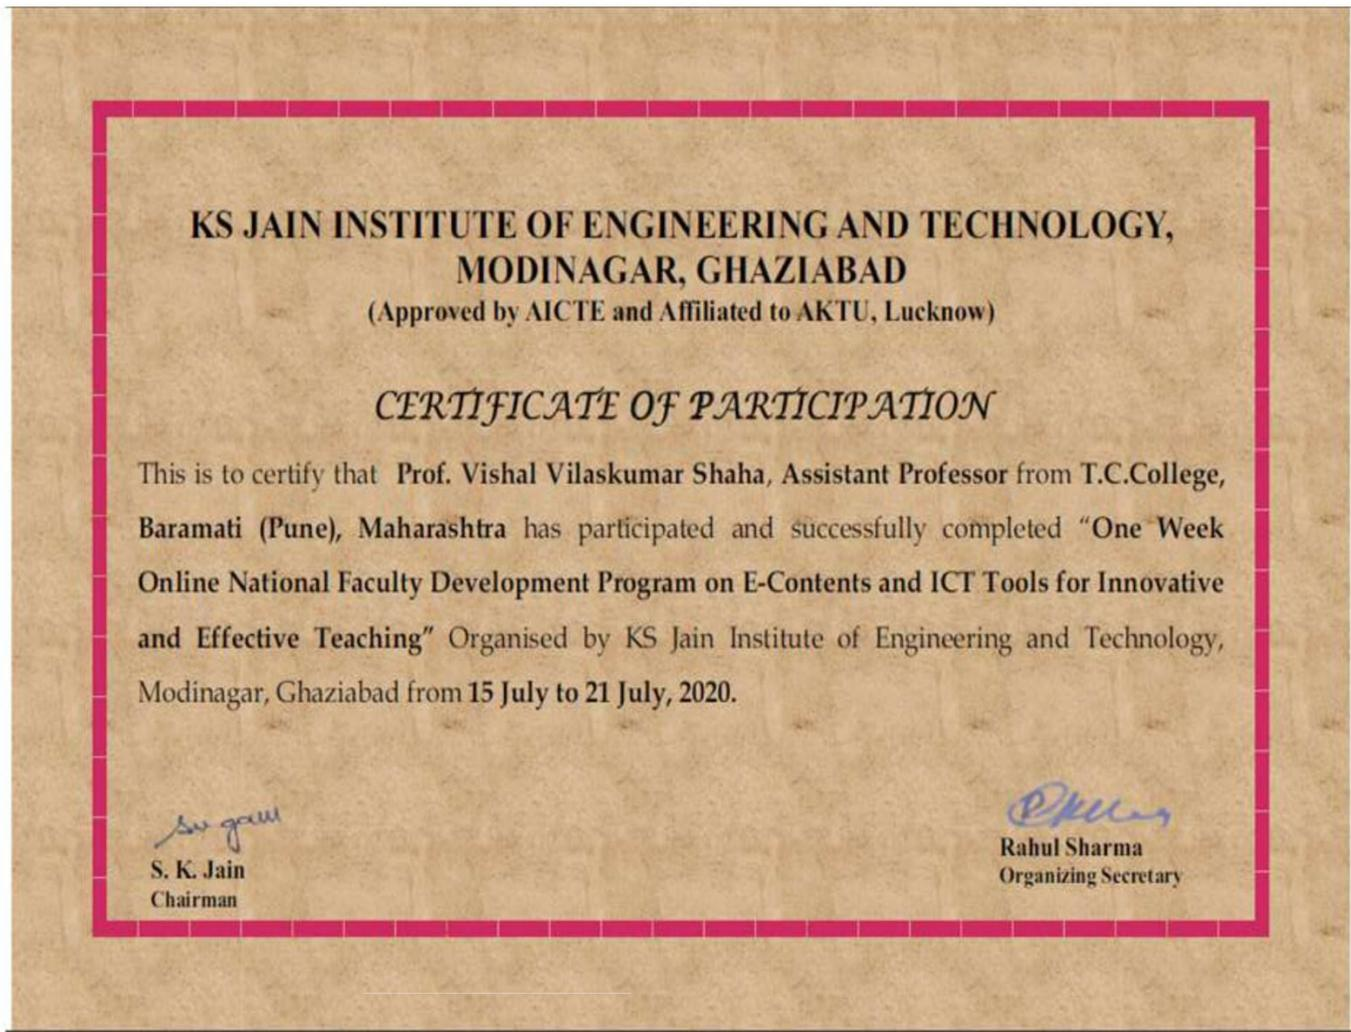 KS JAIN INSTITUTE OF ENGINEERING AND TECHNOLOGY,
MODINAGAR, GHAZIABAD
(Approved by AICTE and Affiliated to AKTU, Lucknow)
CERTIFICATE OF PARTICIPATION
This is to certify that Prof. Vishal Vilaskumar Shaha, Assistant Professor from T.C.College,
Baramati (Pune), Maharashtra has participated and successfully completed “One Week
Online National Faculty Development Program on E-Contents and ICT Tools for Innovative
and Effective Teaching” Organised by KS Jain Institute of Engineering and Technology,
Modinagar, Ghaziabad from 15 July to 21 July, 2020.
S. K. Jain
Chairman
Rahul Sharma
Organizing Secretary